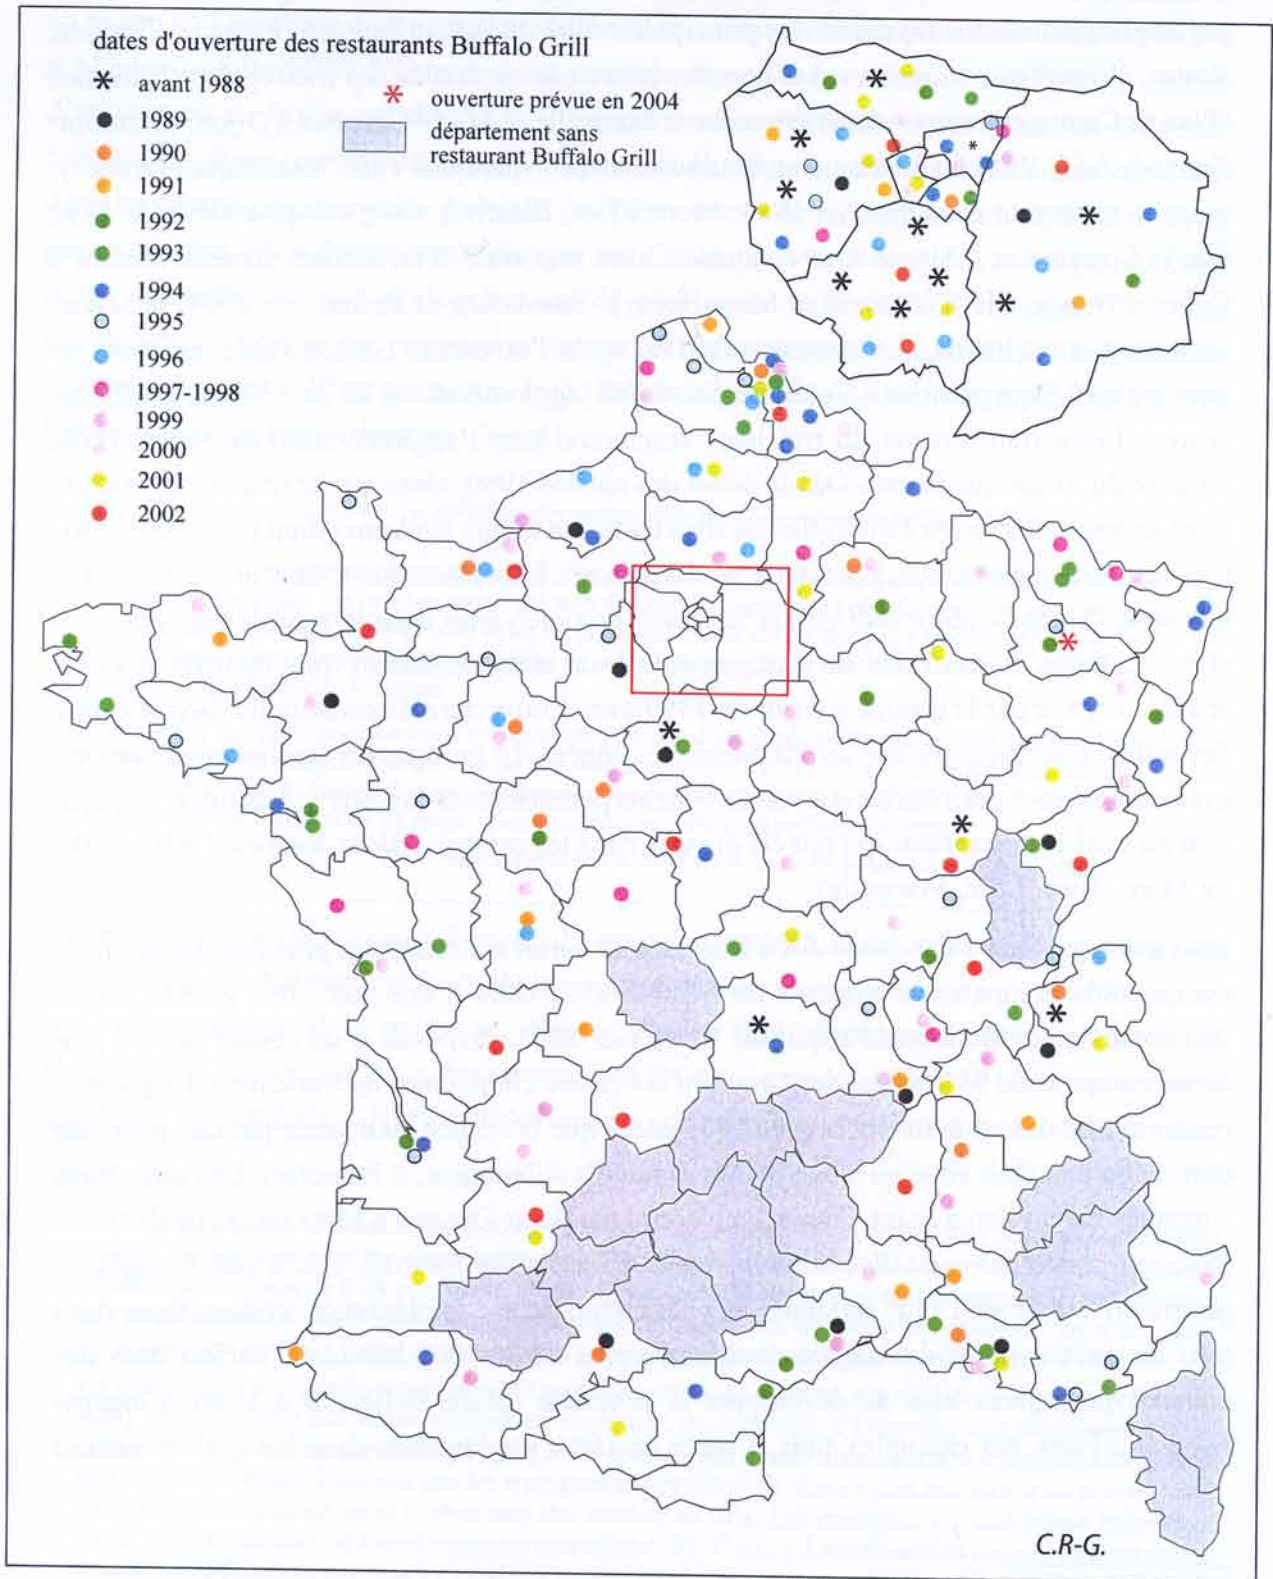 dates d'ouverture des restaurants Buffalo Grill
avant 1988
1989
1990
1991
1992
1993
1994
1995
1996
1997-1998
1999
2000
2001
2002
ouverture prévue en 2004
département sans
restaurant Buffalo Grill
C.R-G.